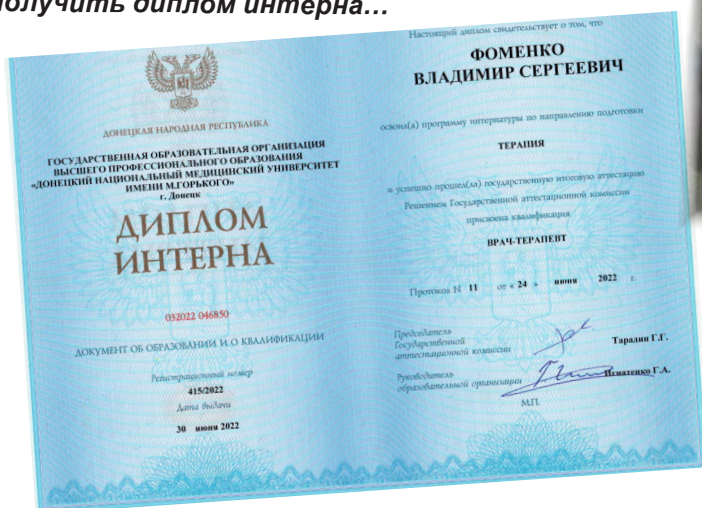 получить диплом интерна...
ДОНЕЦКАЯ НАРОДНАЯ РЕСПУБЛИКА
ГОСУДАРСТВЕННАЯ ОБРАЗОВАТЕЛЬНАЯ ОРГАНИЗАЦИЯ
ВЫСШЕГО ПРОФЕССИОНАЛЬНОГО ОБРАЗОВАНИЯ
«ДОНЕЦКИЙ НАЦИОНАЛЬНЫЙ МЕДИЦИНСКИЙ УНИВЕРСИТЕТ
ИМЕНИ М.ГОРЬКОГО»
г. Донецк
ДИПЛОМ
ИНТЕРНА
032022 046850
ДОКУМЕНТ ОБ ОБРАЗОВАНИИ И О КВАЛИФИКАЦИИ
Регистрационный номер
415/2022
Дата выдачи
30 июня 2022
Настоящий диплом свидетельствует о том, что
ФОМЕНКО
ВЛАДИМИР СЕРГЕЕВИЧ
освоил(а) программу интернатуры по направлению подготовки
ТЕРАПИЯ
и успешно прошел(ла) государственную итоговую аттестацию
Решением Государственной аттестационной комиссии
присвоена квалификация
ВРАЧ-ТЕРАПЕВТ
Протокол N 11 от « 24 » июня 2022 г.
Председатель
Государственной
аттестационной комиссии Тарадин Г.Г.
Руководитель
образовательной организации Игнатенко Г.А.
М.П.